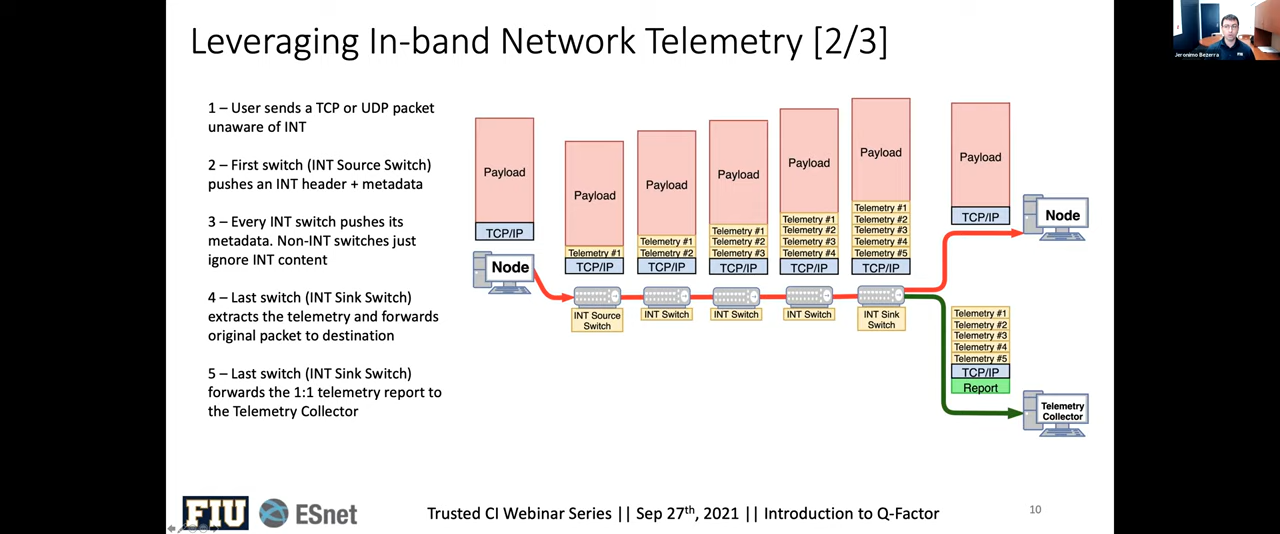 Leveraging In-band Network Telemetry [2/3]
Jeronimo Bezerra
1 – User sends a TCP or UDP packet
unaware of INT
2 – First switch (INT Source Switch)
pushes an INT header + metadata
3 – Every INT switch pushes its
metadata. Non-INT switches just
ignore INT content
4 – Last switch (INT Sink Switch)
extracts the telemetry and forwards
original packet to destination
5 – Last switch (INT Sink Switch)
forwards the 1:1 telemetry report to
the Telemetry Collector
Payload
TCP/IP
Node
Payload
Telemetry #1
TCP/IP
INT Source
Switch
Payload
Telemetry #1
Telemetry #2
TCP/IP
INT Switch
Payload
Telemetry #1
Telemetry #2
Telemetry #3
TCP/IP
INT Switch
Payload
Telemetry #1
Telemetry #2
Telemetry #3
Telemetry #4
TCP/IP
INT Switch
Payload
Telemetry #1
Telemetry #2
Telemetry #3
Telemetry #4
Telemetry #5
TCP/IP
INT Sink
Switch
Payload
TCP/IP
Node
Telemetry #1
Telemetry #2
Telemetry #3
Telemetry #4
Telemetry #5
TCP/IP
Report
Telemetry
Collector
FIU
ESnet
Trusted CI Webinar Series || Sep 27th, 2021 || Introduction to Q-Factor
10